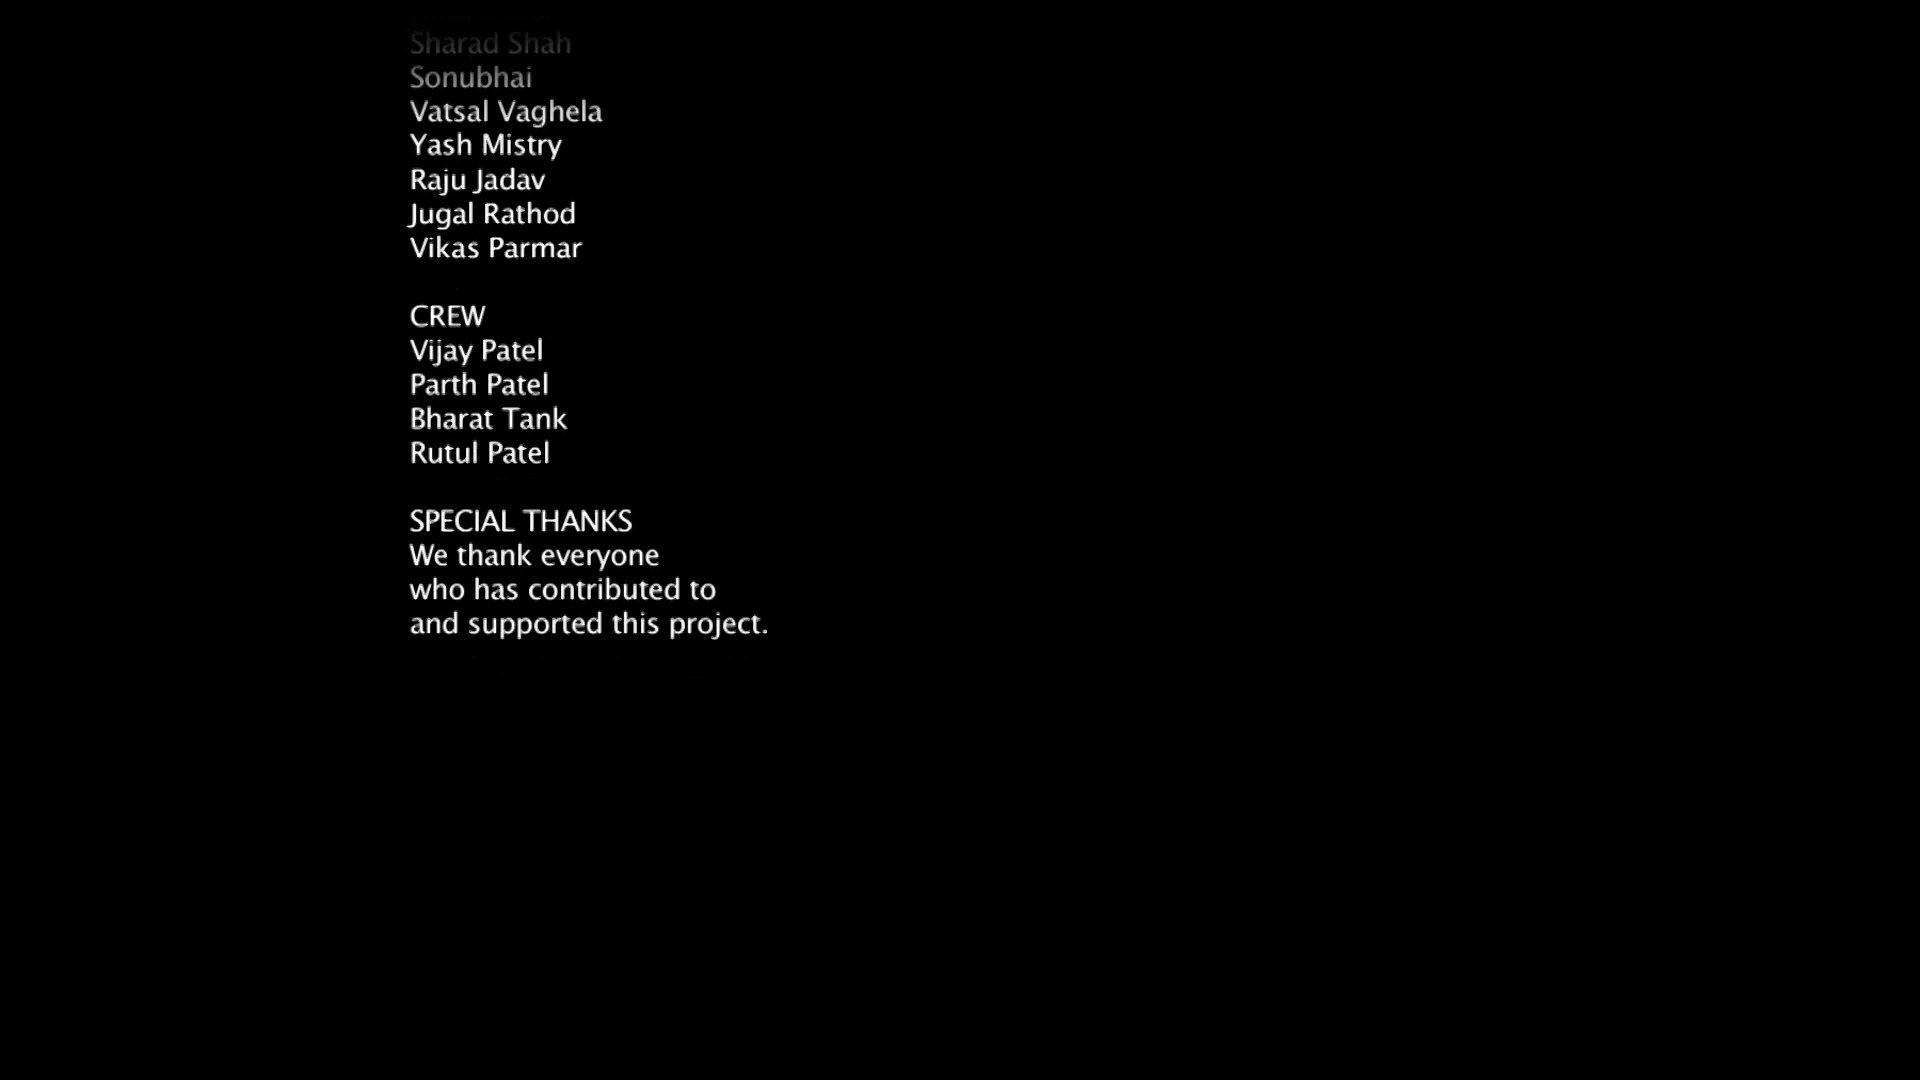 Sharad Shah
Sonubhai
Vatsal Vaghela
Yash Mistry
Raju Jadav
Jugal Rathod
Vikas Parmar
CREW
Vijay Patel
Parth Patel
Bharat Tank
Rutul Patel
SPECIAL THANKS
We thank everyone
who has contributed to
and supported this project.